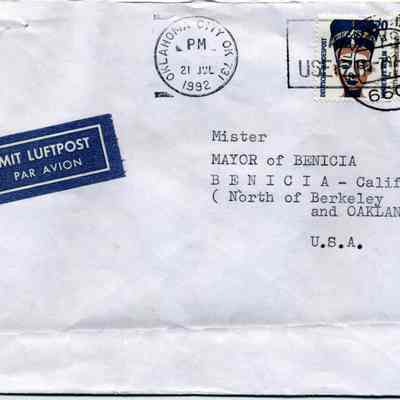 OKLAHOMA CITY OK 731
PM
21 JUL
1992
US
MIT LUFTPOST
PAR AVION
Mister
MAYOR of BENICIA
B E N I C I A - Calif
( North of Berkeley
and OAKLAN
U.S.A.